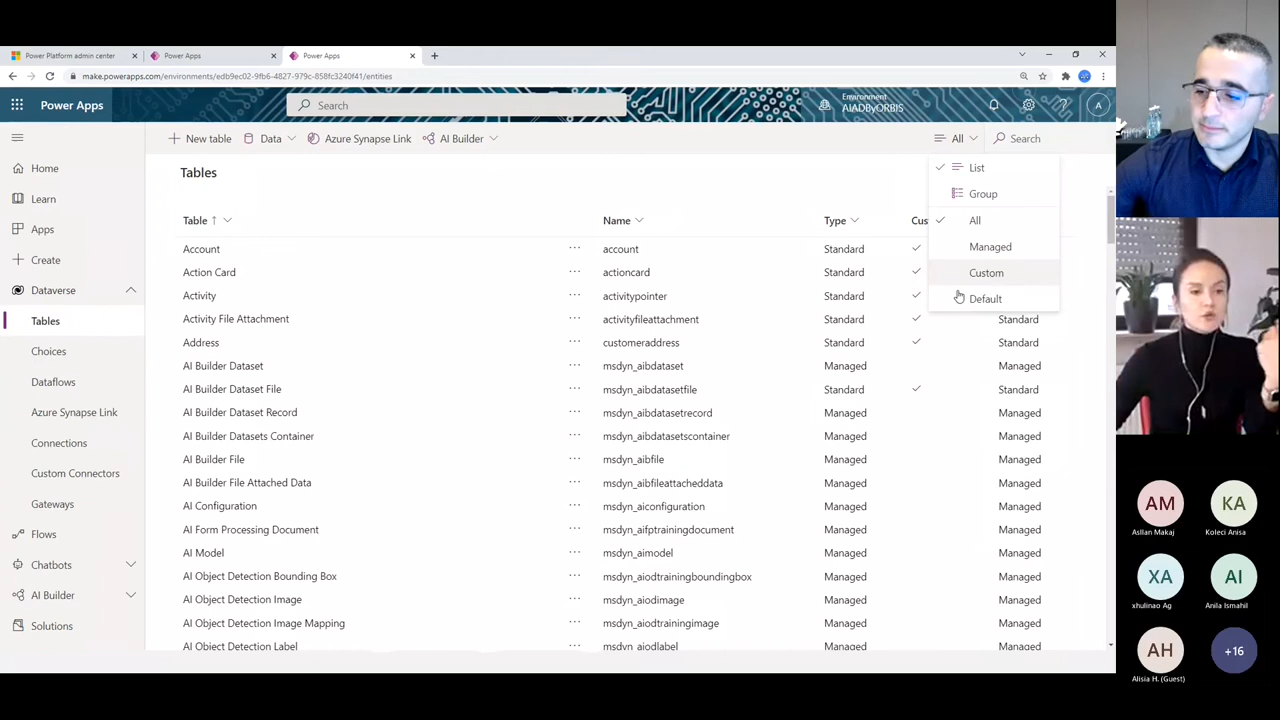 Power Platform admin center
Power Apps
Power Apps
make.powerapps.com/environments/edb9ec02-9fb6-4827-979c-858fc3240f41/entities
Power Apps
Search
Environment
AIADByORBIS
A
New table
Data
Azure Synapse Link
AI Builder
All
Search
Home
Learn
Apps
Create
Dataverse
Tables
Choices
Dataflows
Azure Synapse Link
Connections
Custom Connectors
Gateways
Flows
Chatbots
AI Builder
Solutions
Tables
List
Group
All
Managed
Custom
Default
Table ↑ Name Type Cus
Account ··· account Standard
Action Card ··· actioncard Standard
Activity ··· activitypointer Standard
Activity File Attachment ··· activityfileattachment Standard Standard
Address ··· customeraddress Standard Standard
AI Builder Dataset ··· msdyn_aibdataset Managed Managed
AI Builder Dataset File ··· msdyn_aibdatasetfile Standard Standard
AI Builder Dataset Record ··· msdyn_aibdatasetrecord Managed Managed
AI Builder Datasets Container ··· msdyn_aibdatasetscontainer Managed Managed
AI Builder File ··· msdyn_aibfile Managed Managed
AI Builder File Attached Data ··· msdyn_aibfileattacheddata Managed Managed
AI Configuration ··· msdyn_aiconfiguration Managed Managed
AI Form Processing Document ··· msdyn_aifptrainingdocument Managed Managed
AI Model ··· msdyn_aimodel Managed Managed
AI Object Detection Bounding Box ··· msdyn_aiodtrainingboundingbox Managed Managed
AI Object Detection Image ··· msdyn_aiodimage Managed Managed
AI Object Detection Image Mapping ··· msdyn_aiodtrainingimage Managed Managed
AI Object Detection Label ··· msdyn_aiodlabel Managed Managed
AM
Asllan Makaj
KA
Koleci Anisa
XA
xhulinao Ag
AI
Anila Ismahil
AH
Alisia H. (Guest)
+16